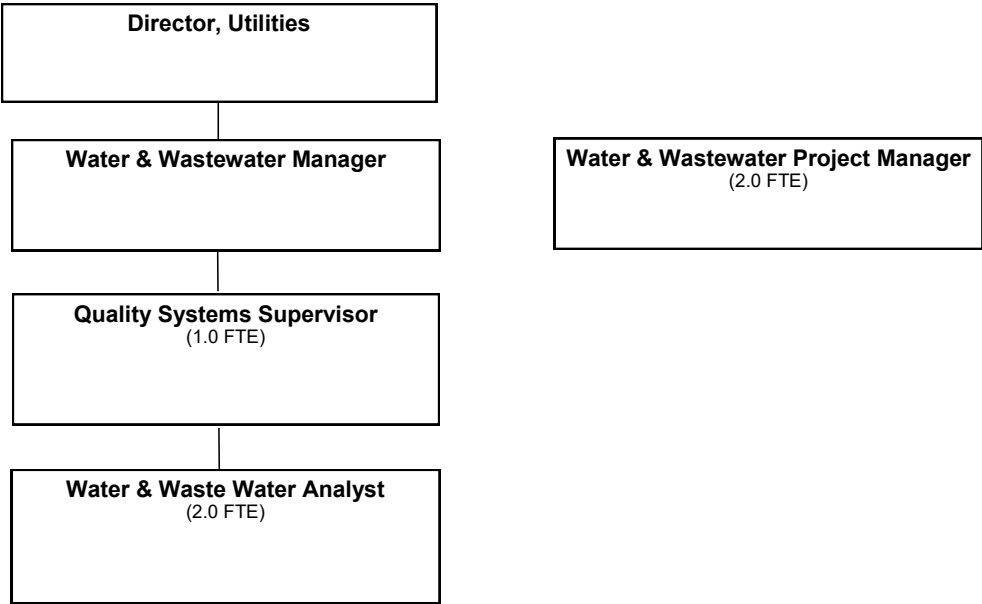 Director, Utilities
Water & Wastewater Manager
Water & Wastewater Project Manager
(2.0 FTE)
Quality Systems Supervisor
(1.0 FTE)
Water & Waste Water Analyst
(2.0 FTE)